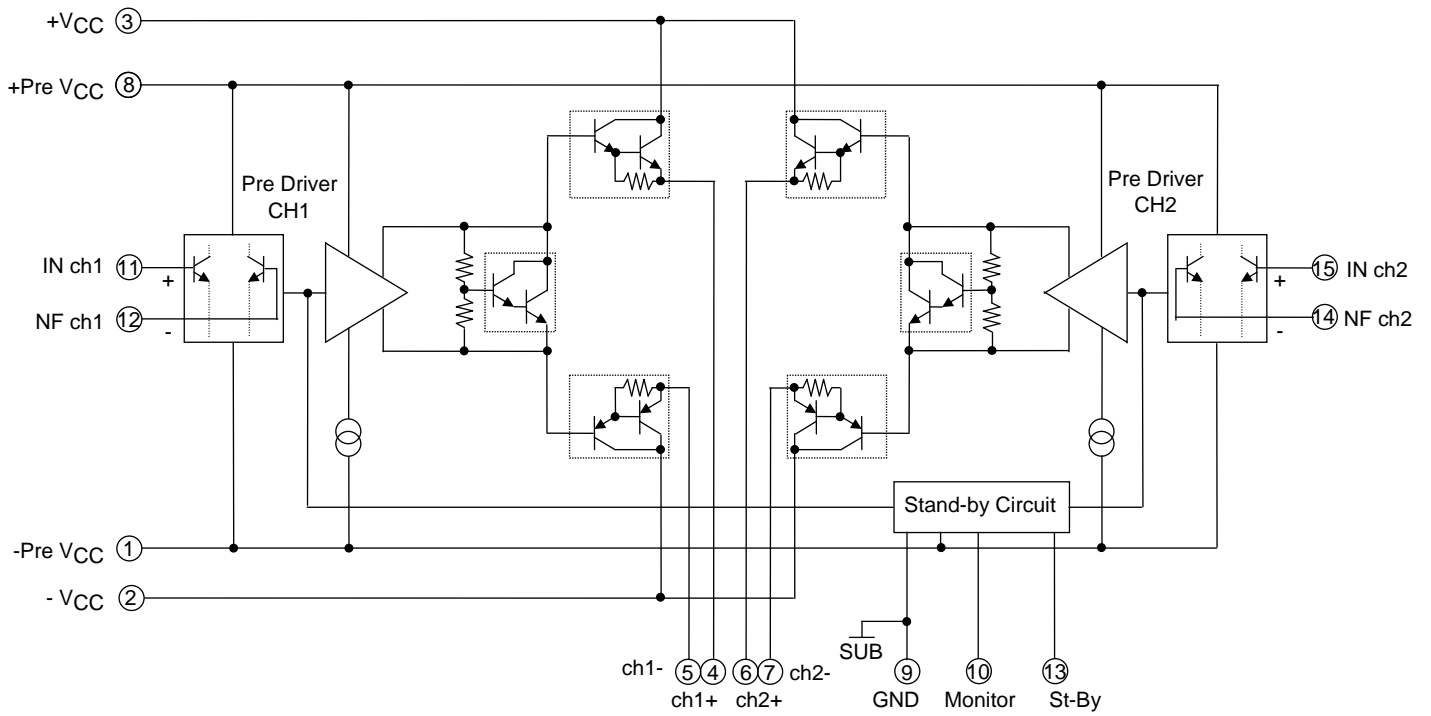 +VCC 3
+Pre VCC 8
Pre Driver
CH1
Pre Driver
CH2
IN ch1 11
+
NF ch1 12
-
15 IN ch2
+
14 NF ch2
-
Stand-by Circuit
-Pre VCC 1
- VCC 2
SUB
ch1- 5 4
ch1+
6 7 ch2-
ch2+
9
GND
10
Monitor
13
St-By